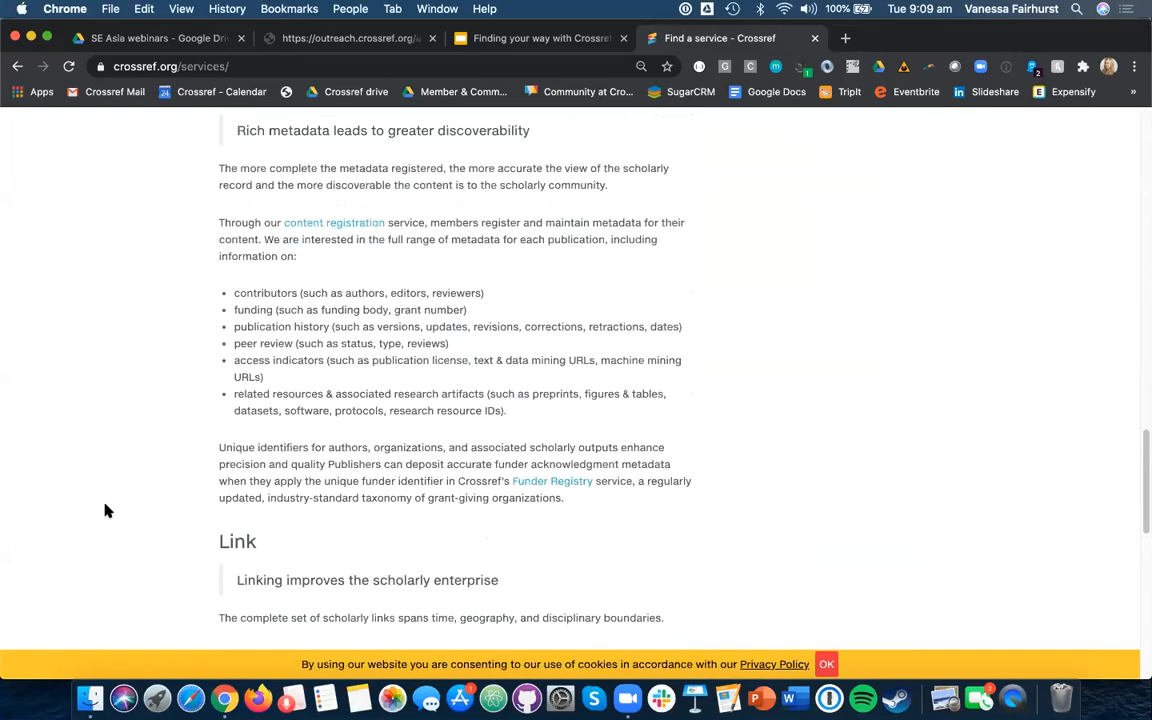 Chrome File Edit View History Bookmarks People Tab Window Help 100% Tue 9:09 am Vanessa Fairhurst
SE Asia webinars - Google Dri × https://outreach.crossref.org/ × Finding your way with Crossref × Find a service - Crossref × +
crossref.org/services/
Apps Crossref Mail Crossref - Calendar Crossref drive Member & Comm... Community at Cro... SugarCRM Google Docs TripIt Eventbrite Slideshare Expensify »
Rich metadata leads to greater discoverability
The more complete the metadata registered, the more accurate the view of the scholarly
record and the more discoverable the content is to the scholarly community.
Through our content registration service, members register and maintain metadata for their
content. We are interested in the full range of metadata for each publication, including
information on:
• contributors (such as authors, editors, reviewers)
• funding (such as funding body, grant number)
• publication history (such as versions, updates, revisions, corrections, retractions, dates)
• peer review (such as status, type, reviews)
• access indicators (such as publication license, text & data mining URLs, machine mining
URLs)
• related resources & associated research artifacts (such as preprints, figures & tables,
datasets, software, protocols, research resource IDs).
Unique identifiers for authors, organizations, and associated scholarly outputs enhance
precision and quality Publishers can deposit accurate funder acknowledgment metadata
when they apply the unique funder identifier in Crossref's Funder Registry service, a regularly
updated, industry-standard taxonomy of grant-giving organizations.
Link
Linking improves the scholarly enterprise
The complete set of scholarly links spans time, geography, and disciplinary boundaries.
By using our website you are consenting to our use of cookies in accordance with our Privacy Policy OK